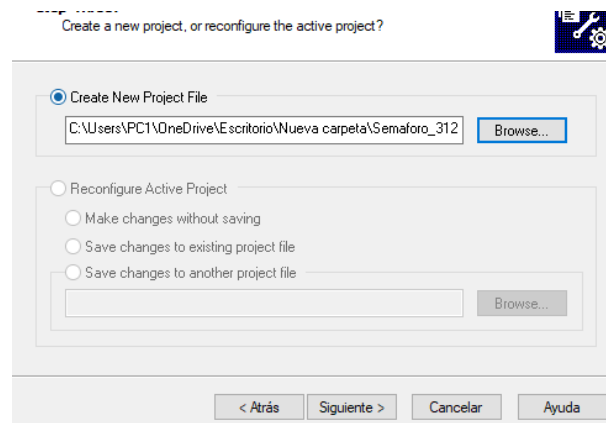 Create a new project, or reconfigure the active project?
Create New Project File
C:\Users\PC1\OneDrive\Escritorio\Nueva carpeta\Semaforo_312
Browse...
Reconfigure Active Project
Make changes without saving
Save changes to existing project file
Save changes to another project file
Browse...
< Atrás Siguiente > Cancelar Ayuda